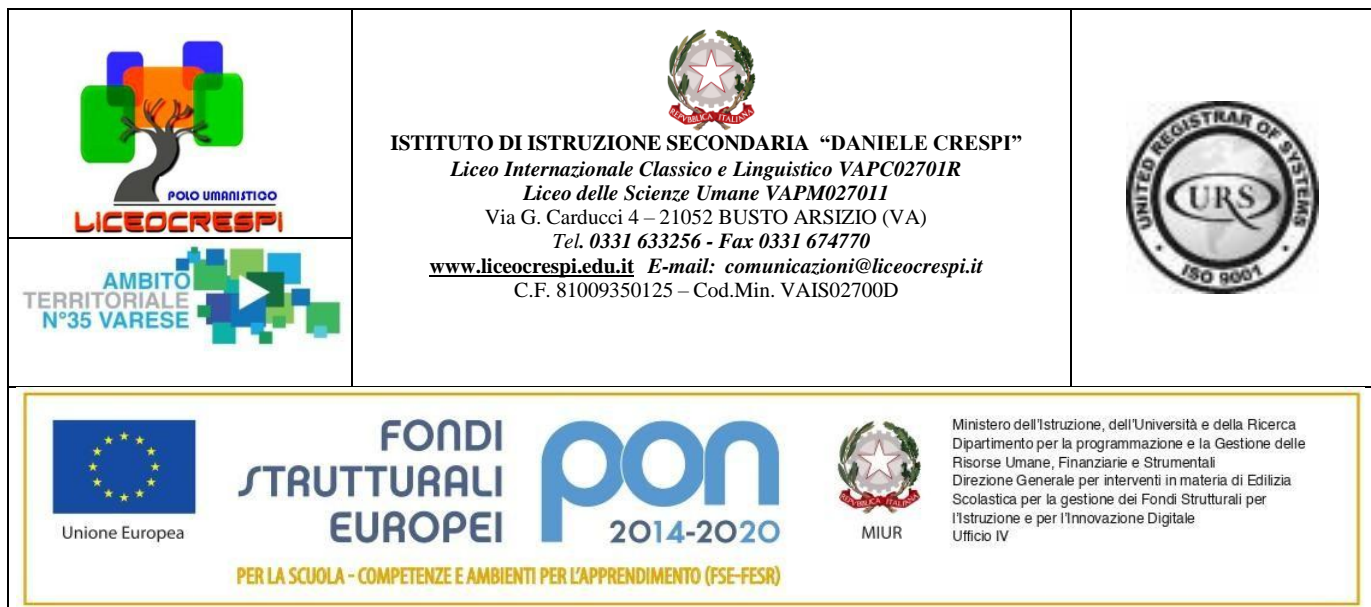 POLO UMANISTICO
LICEOCRESPI
AMBITO
TERRITORIALE
N°35 VARESE
REPVBBLICA ITALIANA
ISTITUTO DI ISTRUZIONE SECONDARIA “DANIELE CRESPI”
Liceo Internazionale Classico e Linguistico VAPC02701R
Liceo delle Scienze Umane VAPM027011
Via G. Carducci 4 – 21052 BUSTO ARSIZIO (VA)
Tel. 0331 633256 - Fax 0331 674770
www.liceocrespi.edu.it E-mail: comunicazioni@liceocrespi.it
C.F. 81009350125 – Cod.Min. VAIS02700D
UNITED REGISTRAR OF SYSTEMS
URS
ISO 9001
Unione Europea
FONDI
STRUTTURALI
EUROPEI
pon
2014-2020
PER LA SCUOLA - COMPETENZE E AMBIENTI PER L'APPRENDIMENTO (FSE-FESR)
REPVBBLICA ITALIANA
MIUR
Ministero dell'Istruzione, dell'Università e della Ricerca
Dipartimento per la programmazione e la Gestione delle
Risorse Umane, Finanziarie e Strumentali
Direzione Generale per interventi in materia di Edilizia
Scolastica per la gestione dei Fondi Strutturali per
l'Istruzione e per l'Innovazione Digitale
Ufficio IV